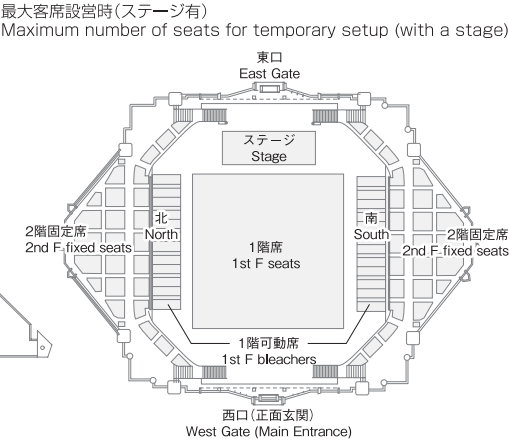 最大客席設営時(ステージ有)
Maximum number of seats for temporary setup (with a stage)
東口
East Gate
ステージ
Stage
北
North
南
South
2階固定席
2nd F fixed seats
1階席
1st F seats
2階固定席
2nd F fixed seats
1階可動席
1st F bleachers
西口(正面玄関)
West Gate (Main Entrance)